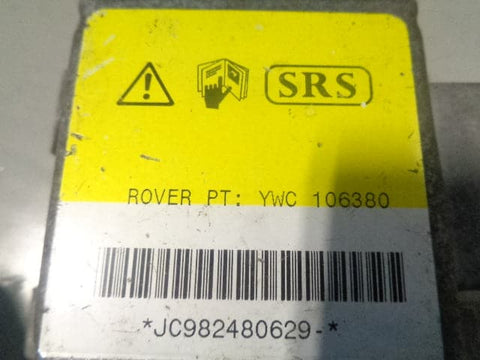 SRS
ROVER PT: YWC 106380
*JC982480629-*